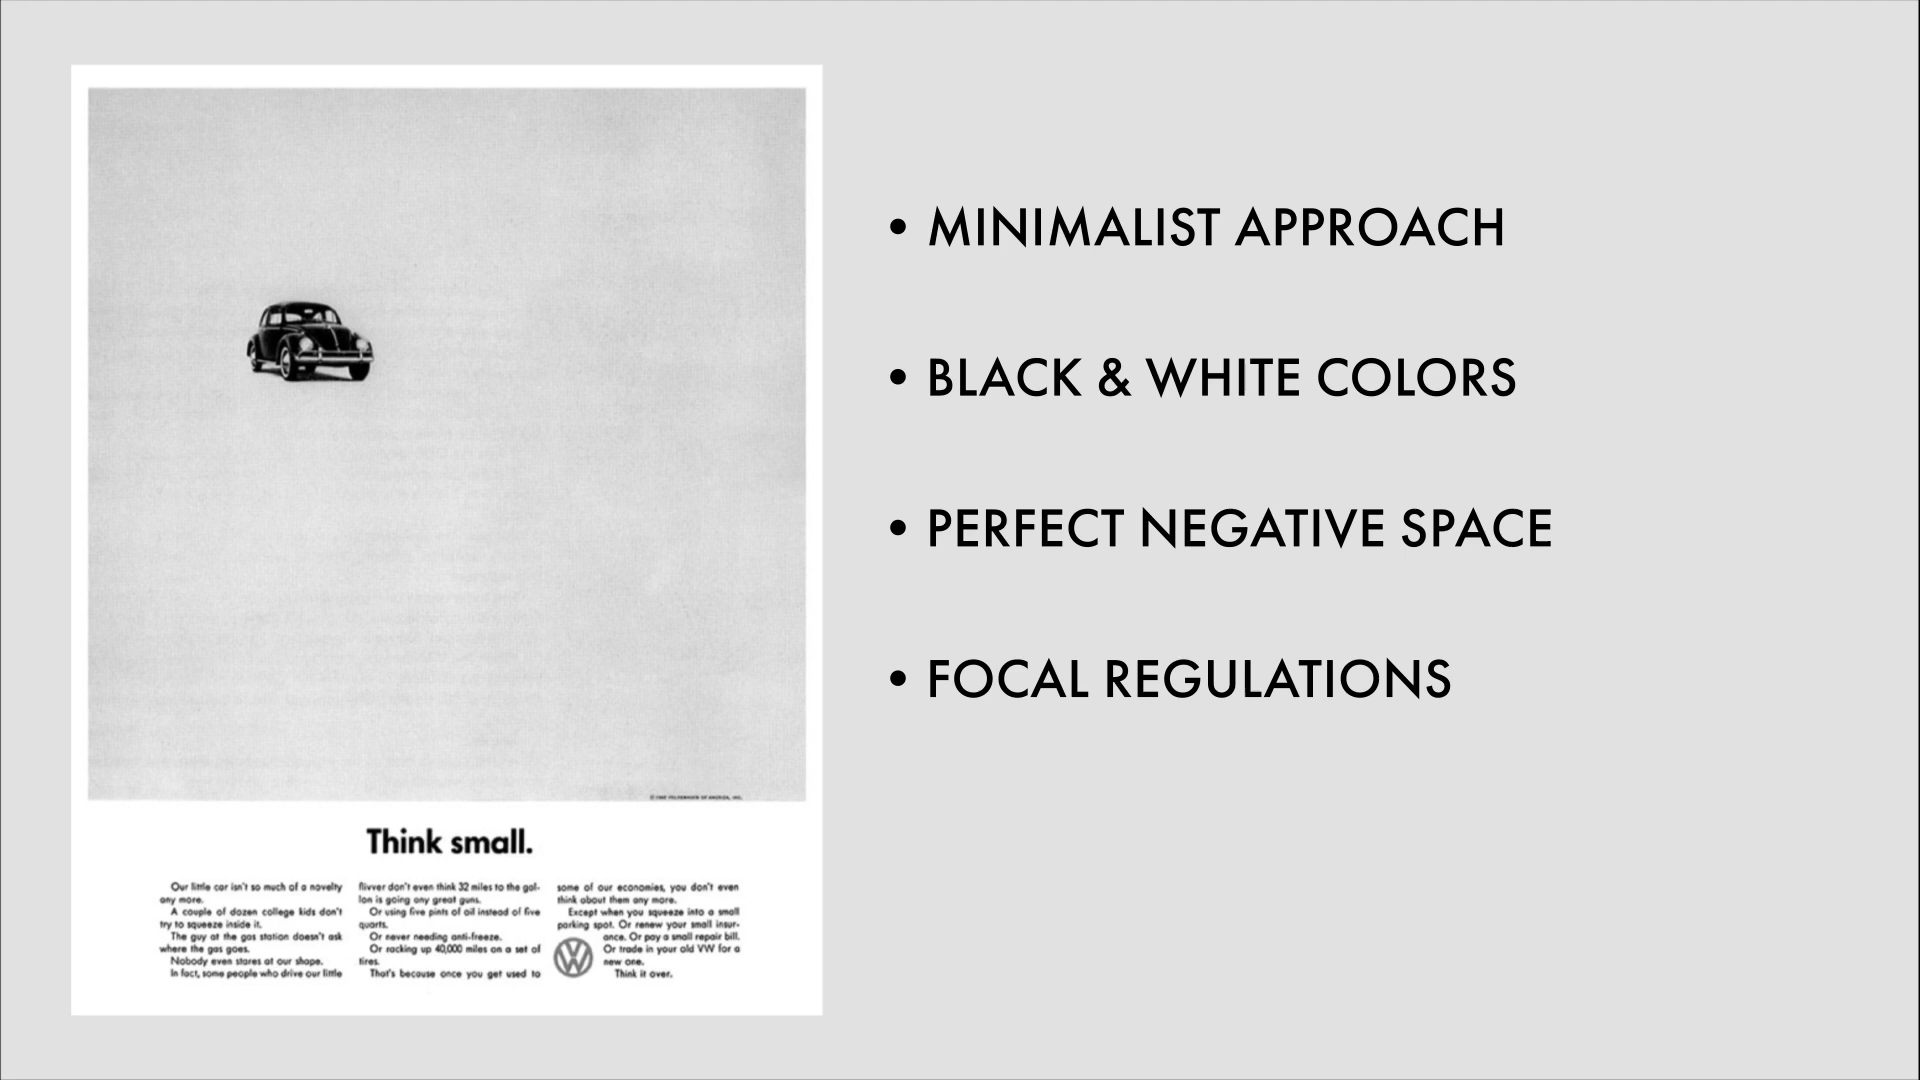 • MINIMALIST APPROACH
• BLACK & WHITE COLORS
• PERFECT NEGATIVE SPACE
• FOCAL REGULATIONS
Think small.
Our little car isn't so much of a novelty
any more.
A couple of dozen college kids don't
try to squeeze inside it.
The guy at the gas station doesn't ask
where the gas goes.
Nobody even stares at our shape.
In fact, some people who drive our little
flivver don't even think 32 miles to the gal-
lon is going any great guns.
Or using five pints of oil instead of five
quarts.
Or never needing anti-freeze.
Or racking up 40,000 miles on a set of
tires.
That's because once you get used to
some of our economies, you don't even
think about them any more.
Except when you squeeze into a small
parking spot. Or renew your small insur-
ance. Or pay a small repair bill.
Or trade in your old VW for a
new one.
Think it over.